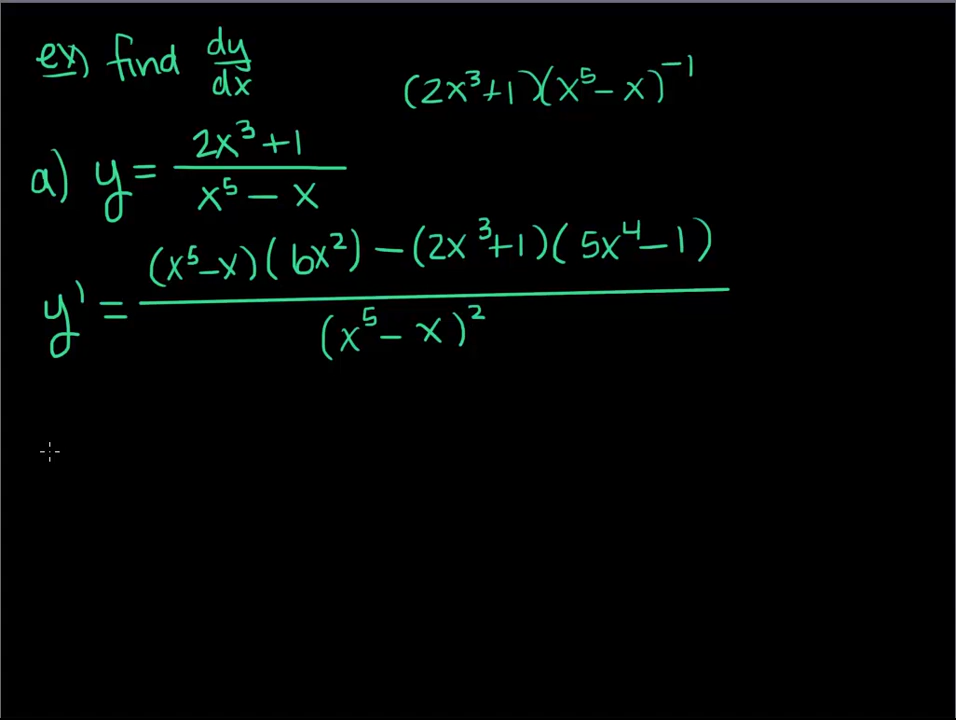 ex) find dy/dx
(2x³+1)(x⁵-x)⁻¹
a) y = (2x³+1)/(x⁵-x)
y' = ((x⁵-x)(6x²)-(2x³+1)(5x⁴-1))/(x⁵-x)²